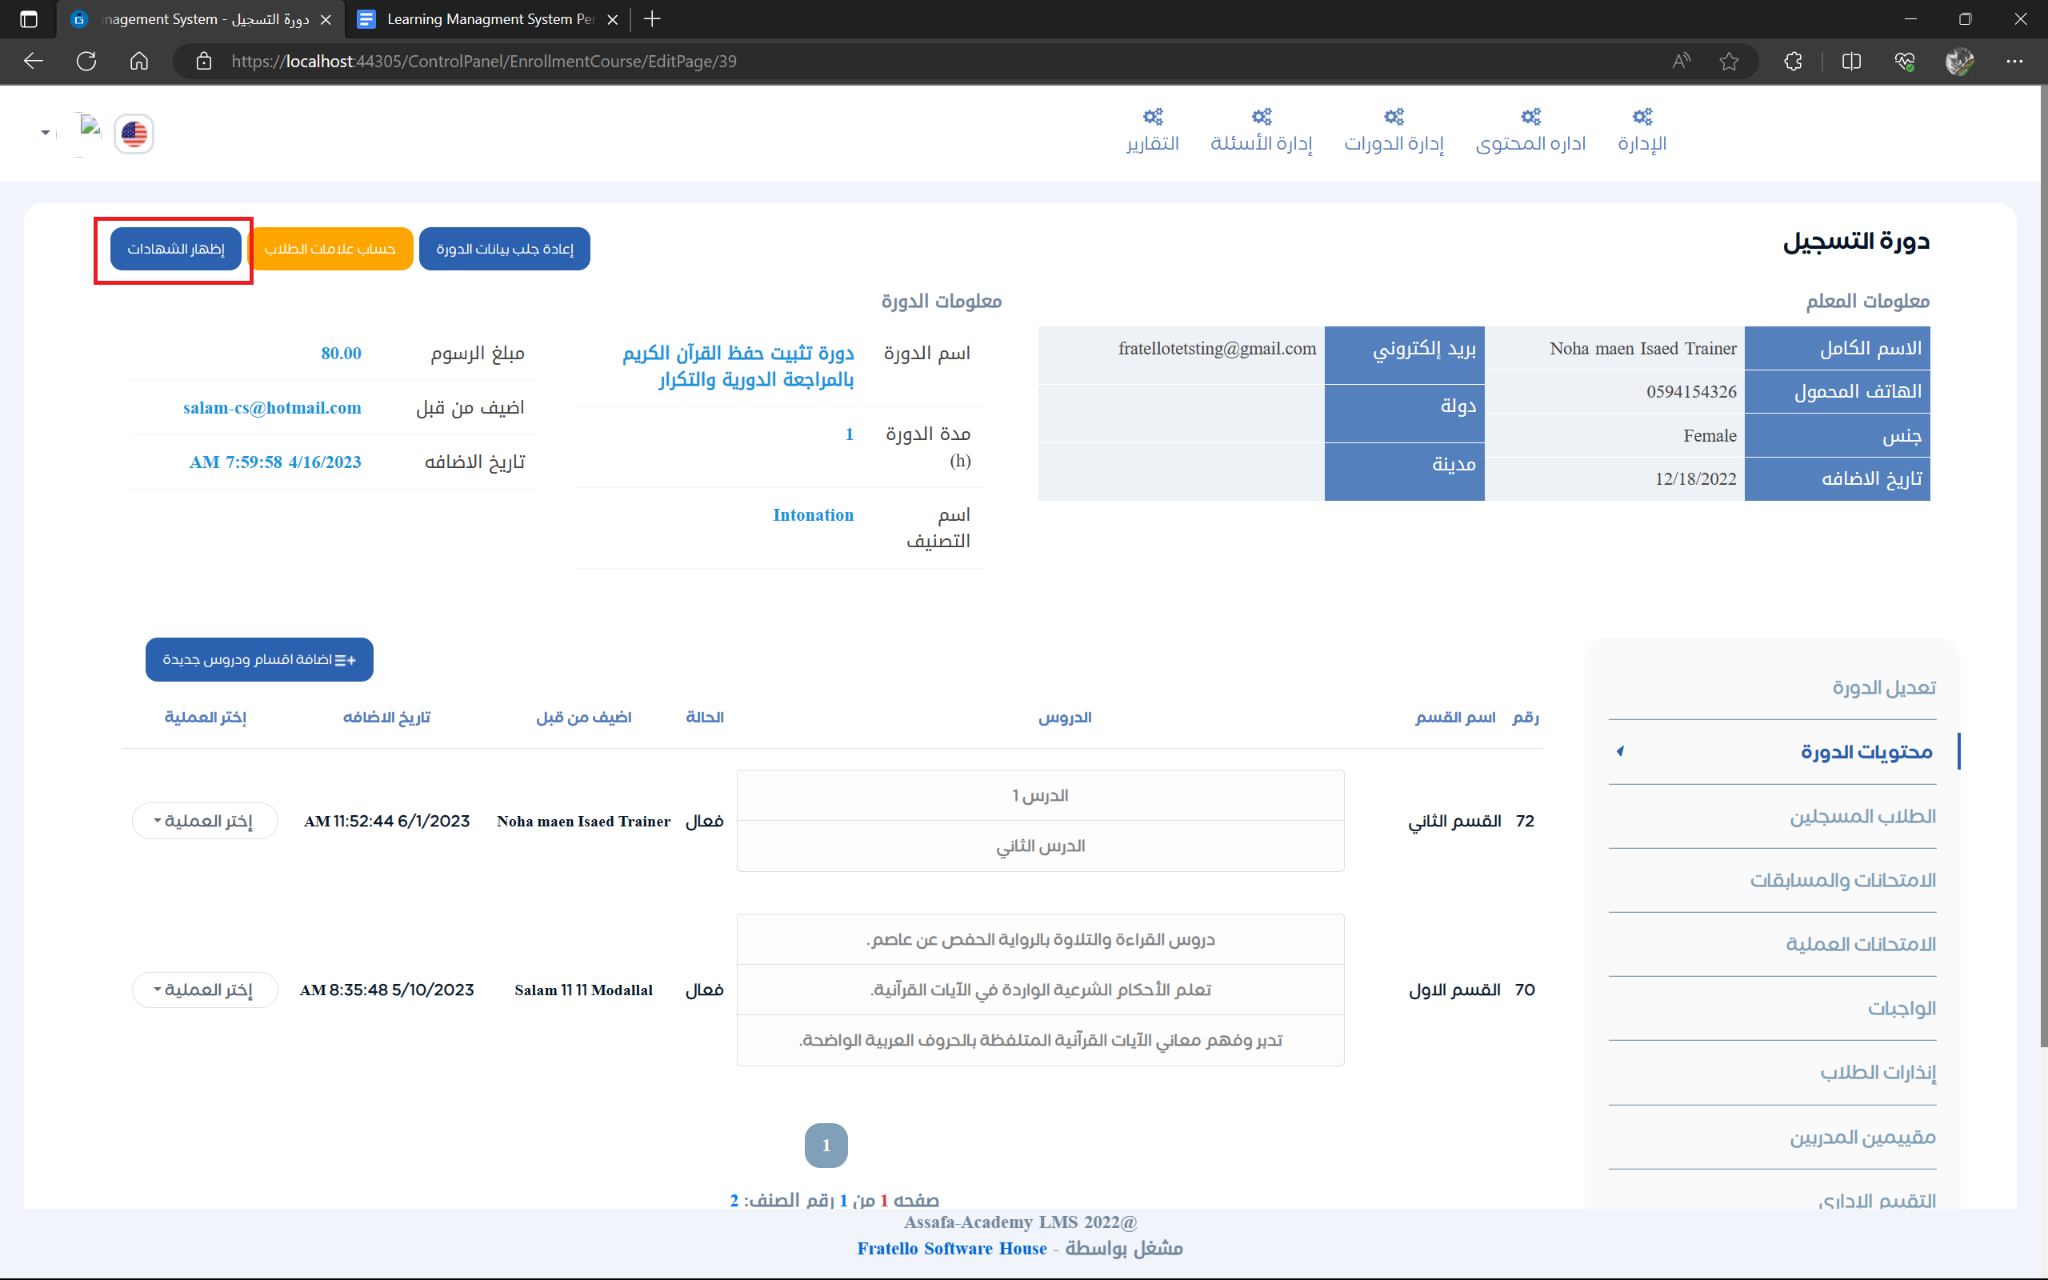 nagement System - دورة التسجيل
Learning Managment System Per
https://localhost:44305/ControlPanel/EnrollmentCourse/EditPage/39
الإدارة
اداره المحتوى
إدارة الدورات
إدارة الأسئلة
التقارير
دورة التسجيل
إعادة جلب بيانات الدورة
حساب علامات الطلاب
إظهار الشهادات
معلومات المعلم
الاسم الكامل Noha maen Isaed Trainer
الهاتف المحمول 0594154326
جنس Female
تاريخ الاضافه 12/18/2022
بريد إلكتروني fratellotetsting@gmail.com
دولة
مدينة
معلومات الدورة
اسم الدورة دورة تثبيت حفظ القرآن الكريم
بالمراجعة الدورية والتكرار
مدة الدورة 1
(h)
اسم Intonation
التصنيف
مبلغ الرسوم 80.00
اضيف من قبل salam-cs@hotmail.com
تاريخ الاضافه AM 7:59:58 4/16/2023
تعديل الدورة
محتويات الدورة
الطلاب المسجلين
الامتحانات والمسابقات
الامتحانات العملية
الواجبات
إنذارات الطلاب
مقييمين المدربين
التقييم الإداري
اضافة اقسام ودروس جديدة
رقم اسم القسم الدروس الحالة اضيف من قبل تاريخ الاضافه إختر العملية
72 القسم الثاني
الدرس 1
الدرس الثاني
فعال Noha maen Isaed Trainer AM 11:52:44 6/1/2023 إختر العملية
70 القسم الاول
دروس القراءة والتلاوة بالرواية الحفص عن عاصم.
تعلم الأحكام الشرعية الواردة في الآيات القرآنية.
تدبر وفهم معاني الآيات القرآنية المتلفظة بالحروف العربية الواضحة.
فعال Salam 11 11 Modallal AM 8:35:48 5/10/2023 إختر العملية
1
صفحه 1 من 1 رقم الصنف: 2
Assafa-Academy LMS 2022@
مشغل بواسطة - Fratello Software House